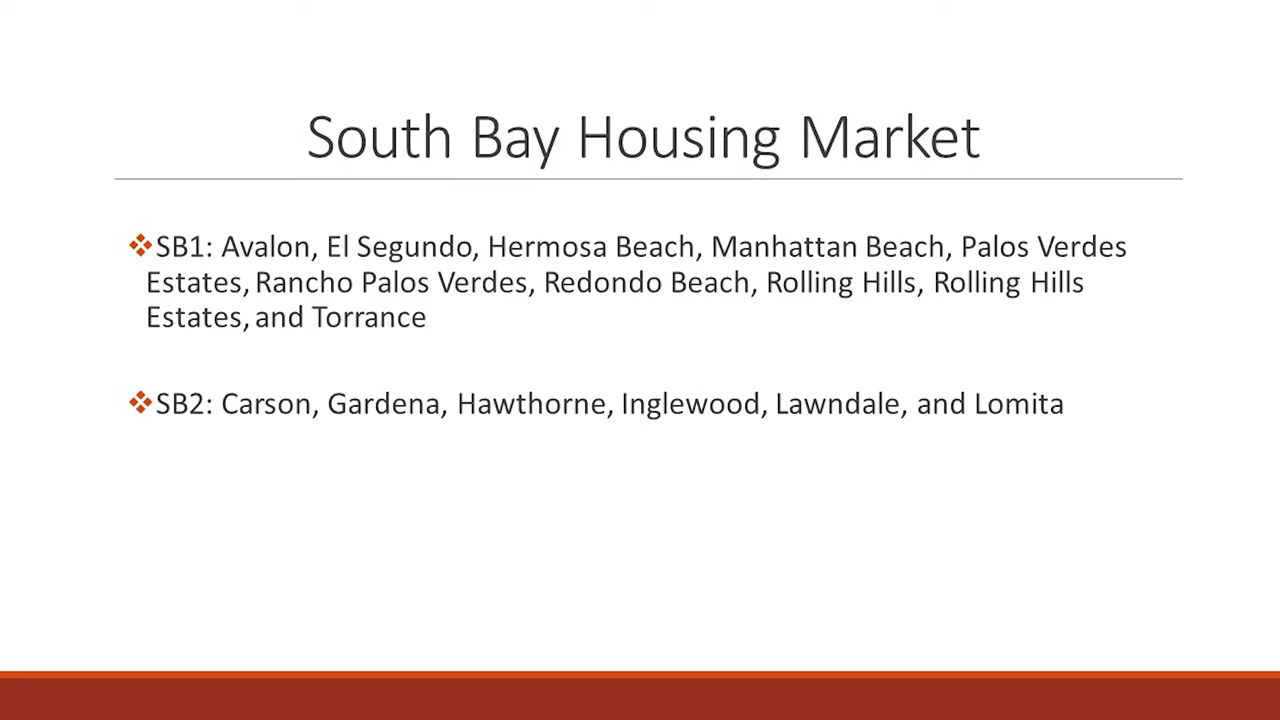 South Bay Housing Market
❖SB1: Avalon, El Segundo, Hermosa Beach, Manhattan Beach, Palos Verdes
Estates, Rancho Palos Verdes, Redondo Beach, Rolling Hills, Rolling Hills
Estates, and Torrance
❖SB2: Carson, Gardena, Hawthorne, Inglewood, Lawndale, and Lomita